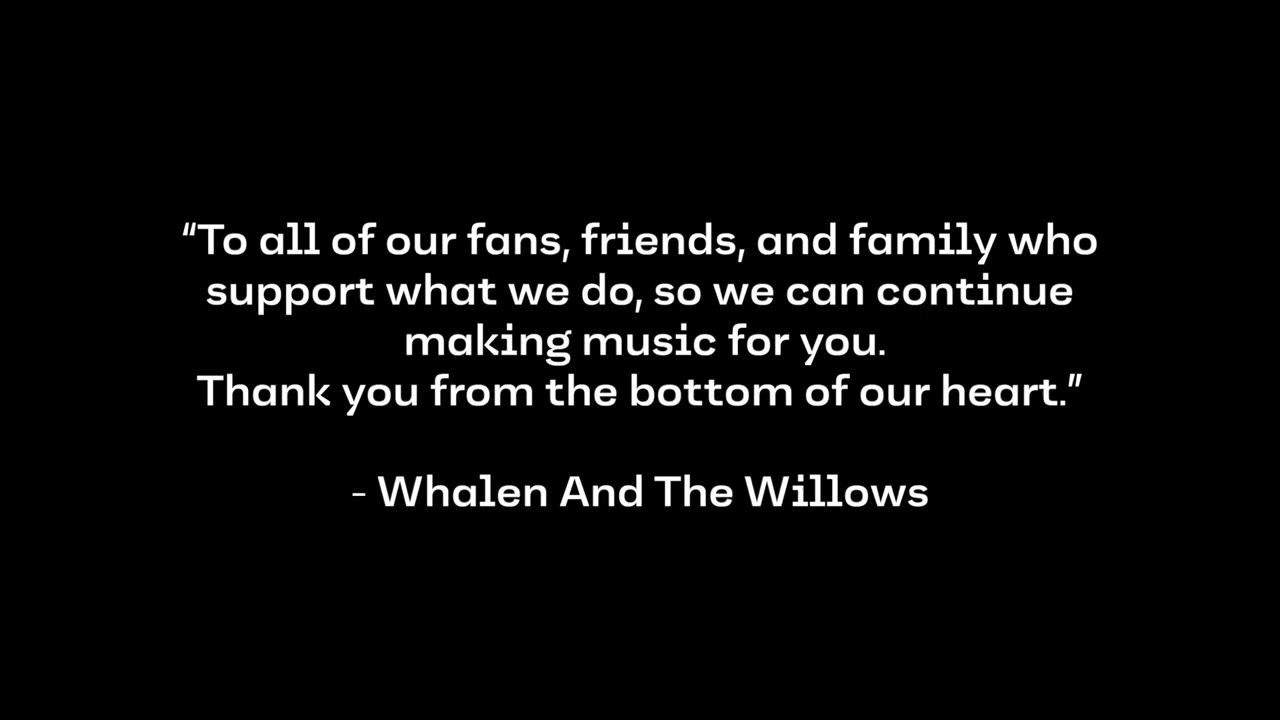 “To all of our fans, friends, and family who
support what we do, so we can continue
making music for you.
Thank you from the bottom of our heart.”
- Whalen And The Willows